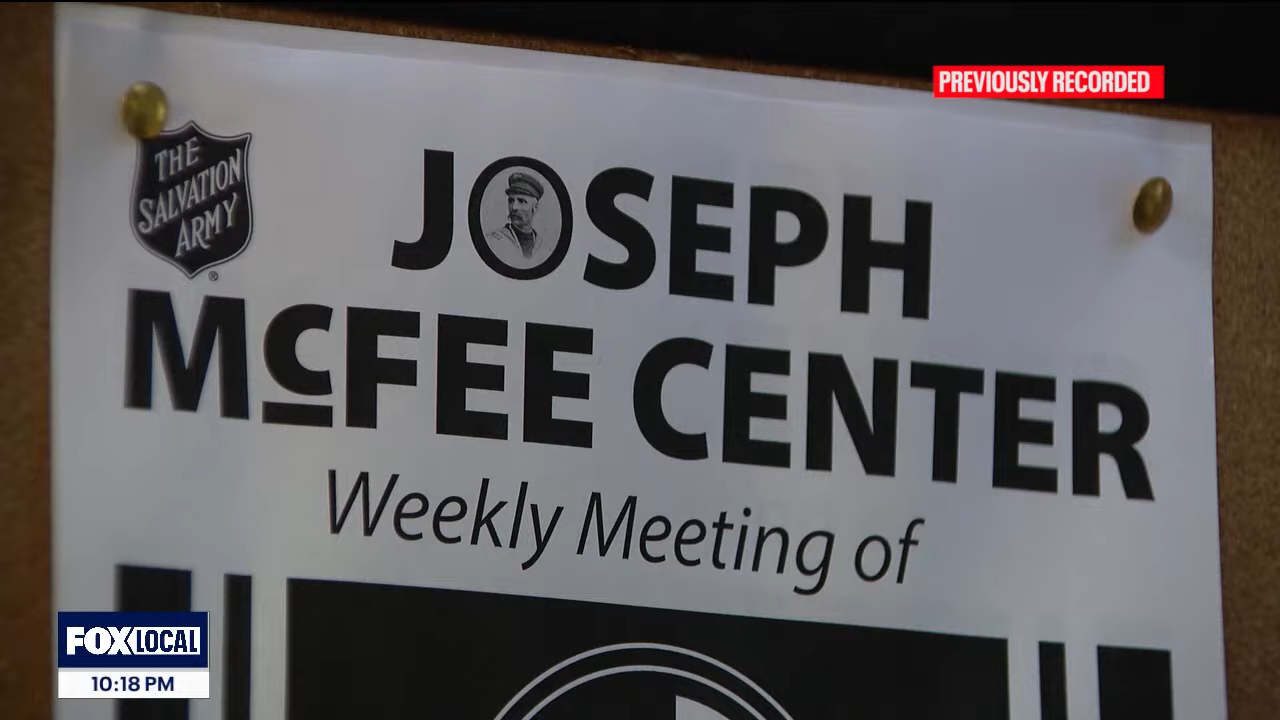 PREVIOUSLY RECORDED
THE
SALVATION
ARMY
®
JOSEPH
McFEE CENTER
Weekly Meeting of
FOX LOCAL
10:18 PM